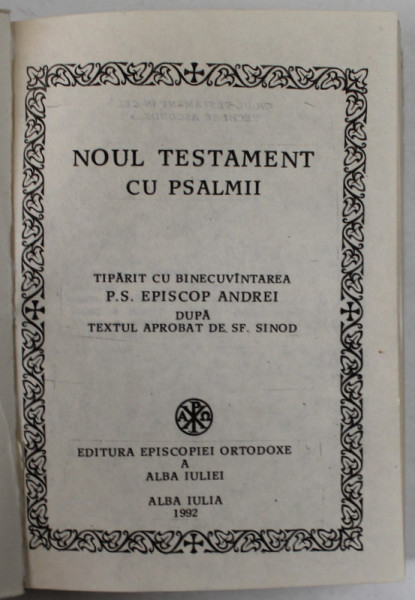 NOUL TESTAMENT
CU PSALMII
TIPĂRIT CU BINECUVÎNTAREA
P.S. EPISCOP ANDREI
DUPĂ
TEXTUL APROBAT DE SF. SINOD
EDITURA EPISCOPIEI ORTODOXE
A
ALBA IULIEI
ALBA IULIA
1992